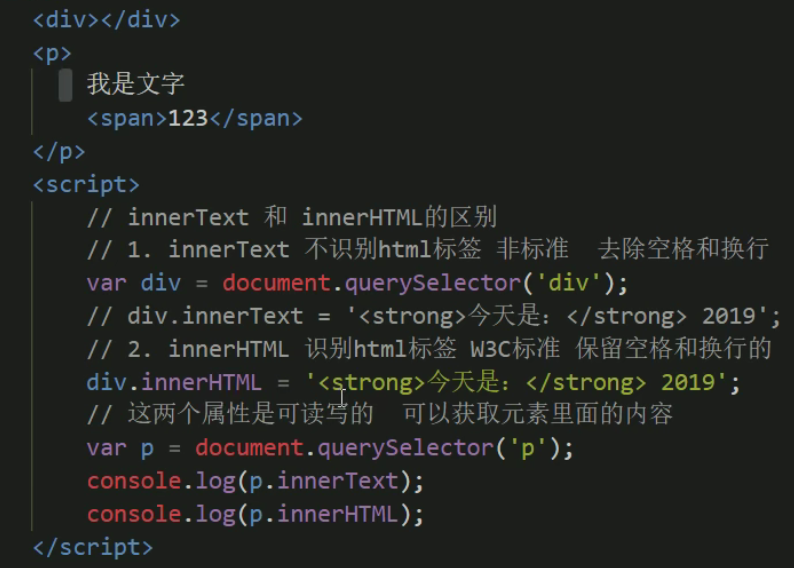 <div></div>
<p>
我是文字
<span>123</span>
</p>
<script>
// innerText 和 innerHTML的区别
// 1. innerText 不识别html标签 非标准 去除空格和换行
var div = document.querySelector('div');
// div.innerText = '<strong>今天是：</strong> 2019';
// 2. innerHTML 识别html标签 W3C标准 保留空格和换行的
div.innerHTML = '<strong>今天是：</strong> 2019';
// 这两个属性是可读写的 可以获取元素里面的内容
var p = document.querySelector('p');
console.log(p.innerText);
console.log(p.innerHTML);
</script>